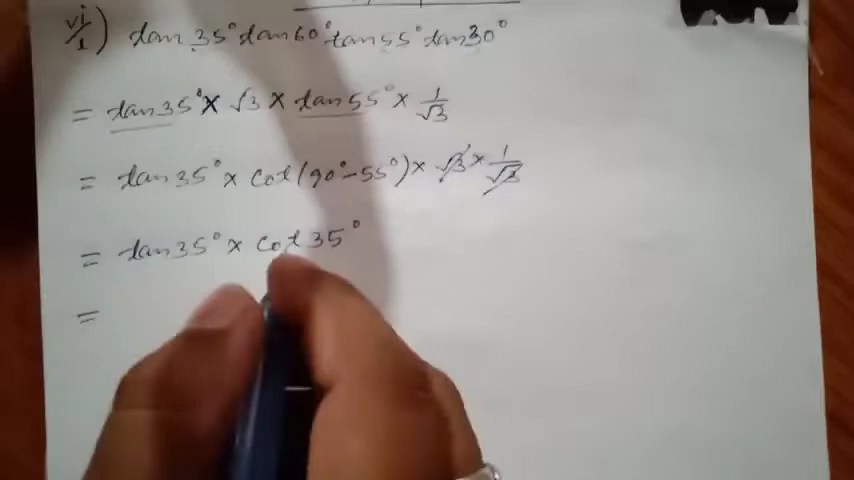 vi/1) tan 35° tan 60° tan 55° tan 30°
= tan 35° × √3 × tan 55° × 1/√3
= tan 35° × cot (90° - 55°) × √3 × 1/√3
= tan 35° × cot 35°
=